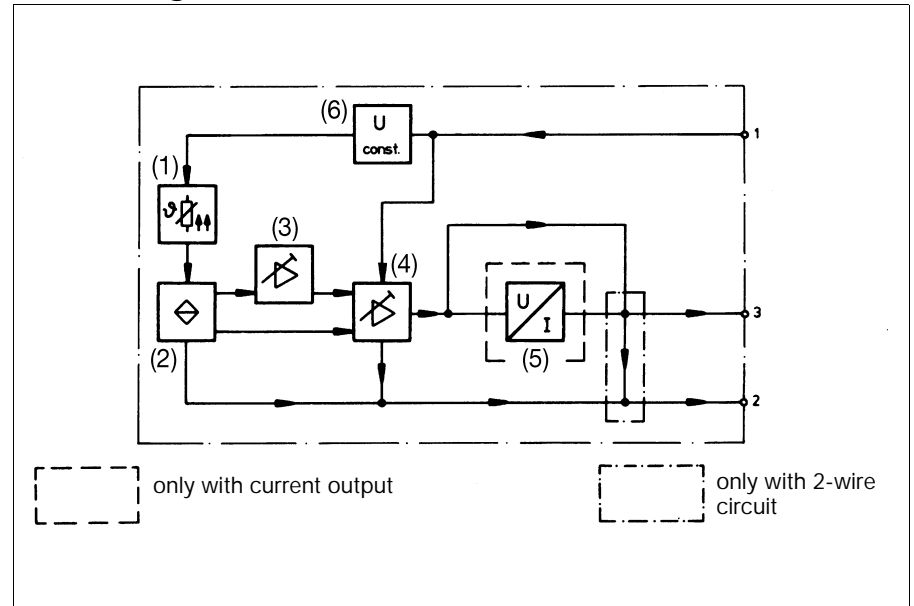 (6)
U
const.
1
(1)
ϑ
(3)
(4)
U
I
3
(2)
(5)
2
only with current output
only with 2-wire
circuit